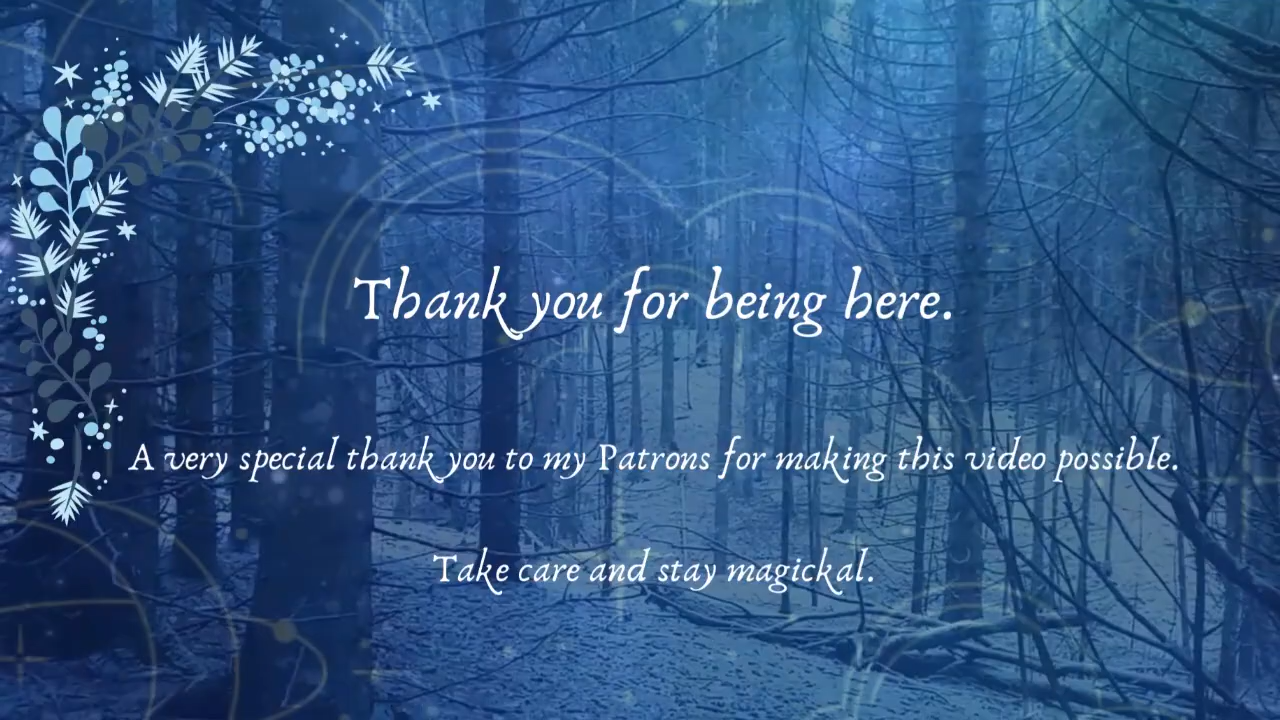 Thank you for being here.
A very special thank you to my Patrons for making this video possible.
Take care and stay magickal.